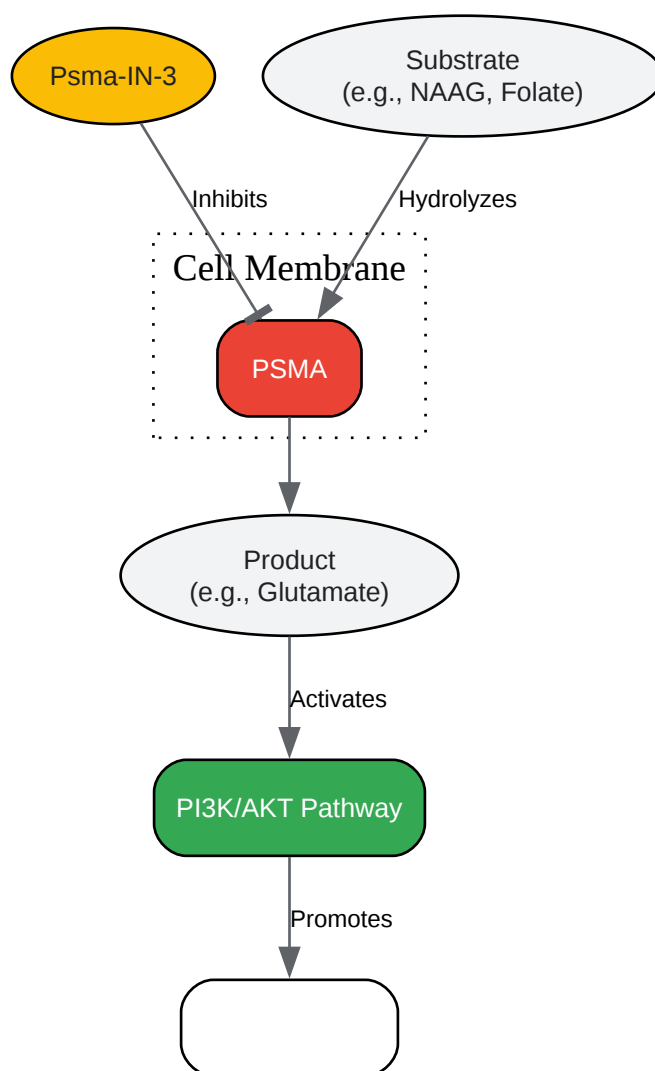 Psma-IN-3
Substrate
(e.g., NAAG, Folate)
Inhibits
Hydrolyzes
Cell Membrane
PSMA
Product
(e.g., Glutamate)
Activates
PI3K/AKT Pathway
Promotes